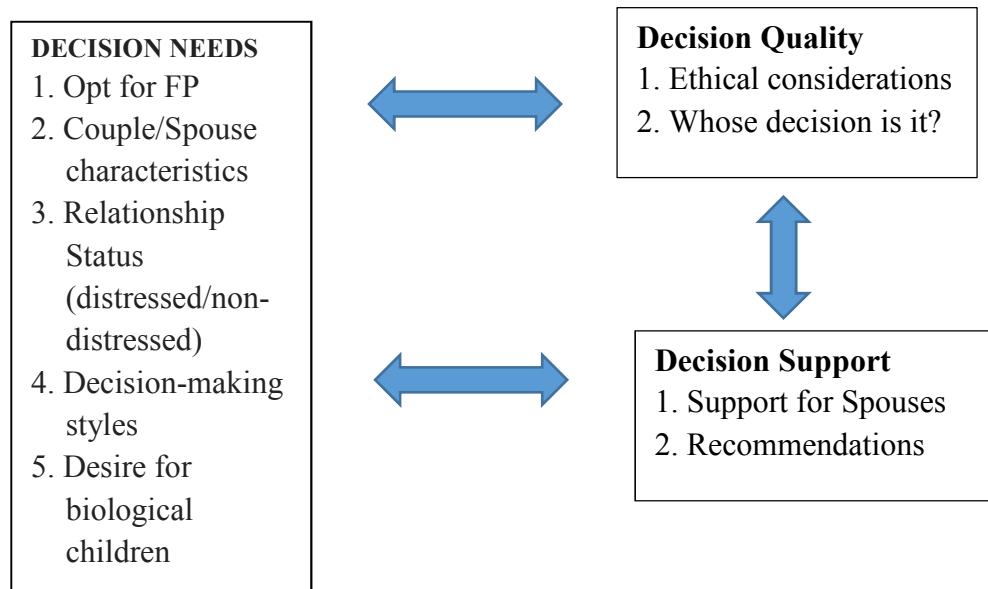 DECISION NEEDS
1. Opt for FP
2. Couple/Spouse
characteristics
3. Relationship
Status
(distressed/non-
distressed)
4. Decision-making
styles
5. Desire for
biological
children
Decision Quality
1. Ethical considerations
2. Whose decision is it?
Decision Support
1. Support for Spouses
2. Recommendations